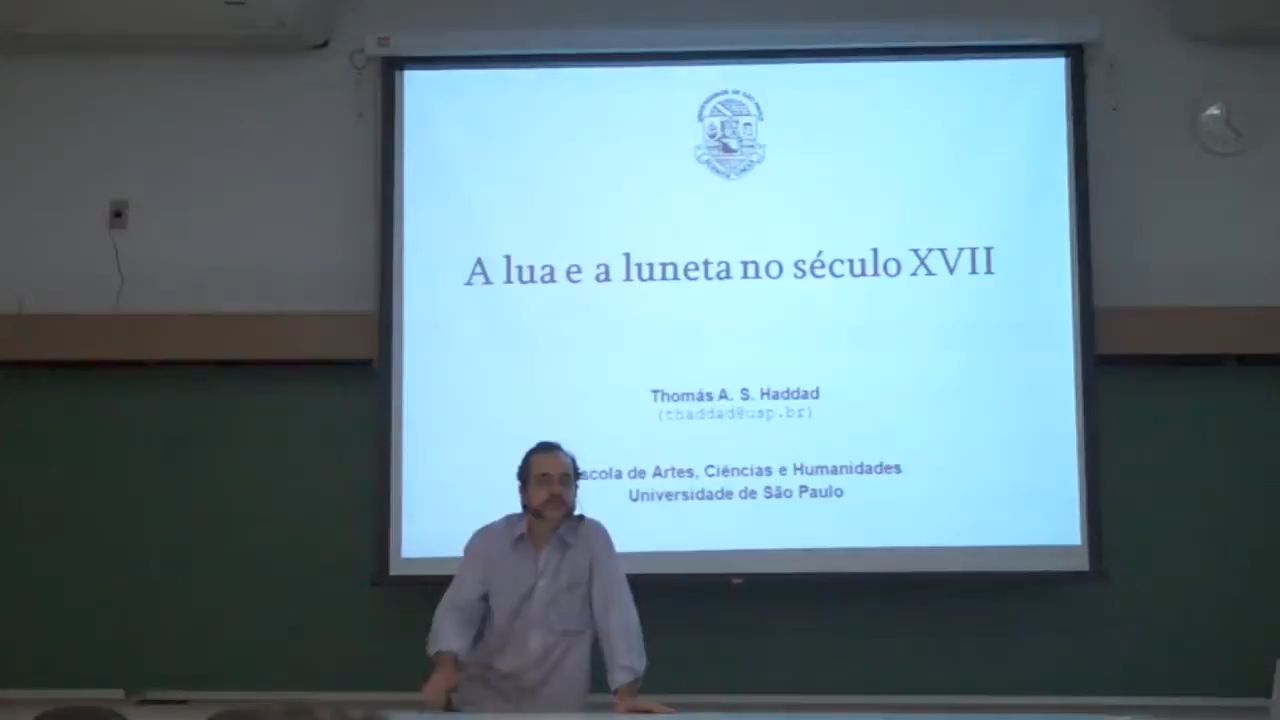 A lua e a luneta no século XVII
Thomás A. S. Haddad
(thaddad@usp.br)
scola de Artes, Ciências e Humanidades
Universidade de São Paulo